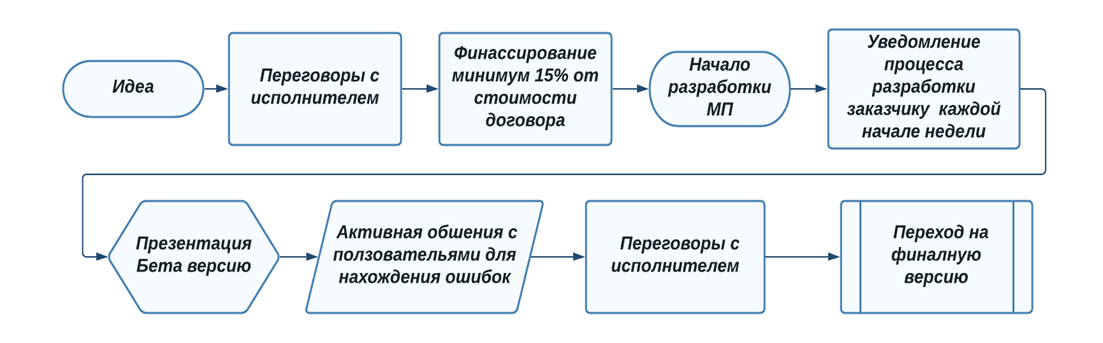 Идея
Переговоры с
исполнителем
Финассирование
минимум 15% от
стоимости
договора
Начало
разработки
МП
Уведомление
процесса
разработки
заказчику каждой
начале недели
Презентация
Бета версию
Активная обшения с
ползовательями для
нахождения ошибок
Переговоры с
исполнителем
Переход на
финалную
версию